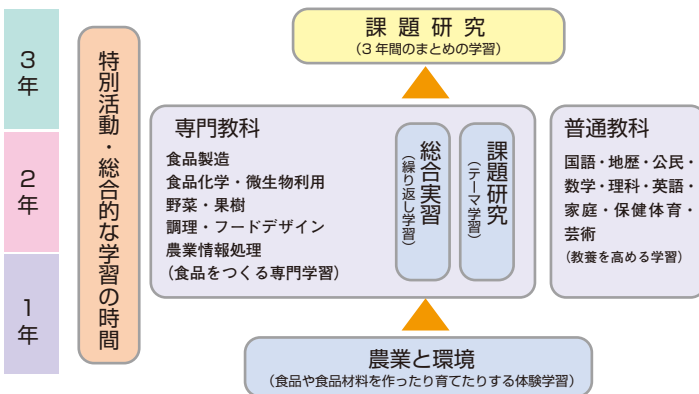 課題研究
(3年間のまとめの学習)
3年
2年
1年
特別活動・総合的な学習の時間
専門教科
食品製造
食品化学・微生物利用
野菜・果樹
調理・フードデザイン
農業情報処理
(食品をつくる専門学習)
総合実習
(繰り返し学習)
課題研究
(テーマ学習)
普通教科
国語・地歴・公民・
数学・理科・英語・
家庭・保健体育・
芸術
(教養を高める学習)
農業と環境
(食品や食品材料を作ったり育てたりする体験学習)